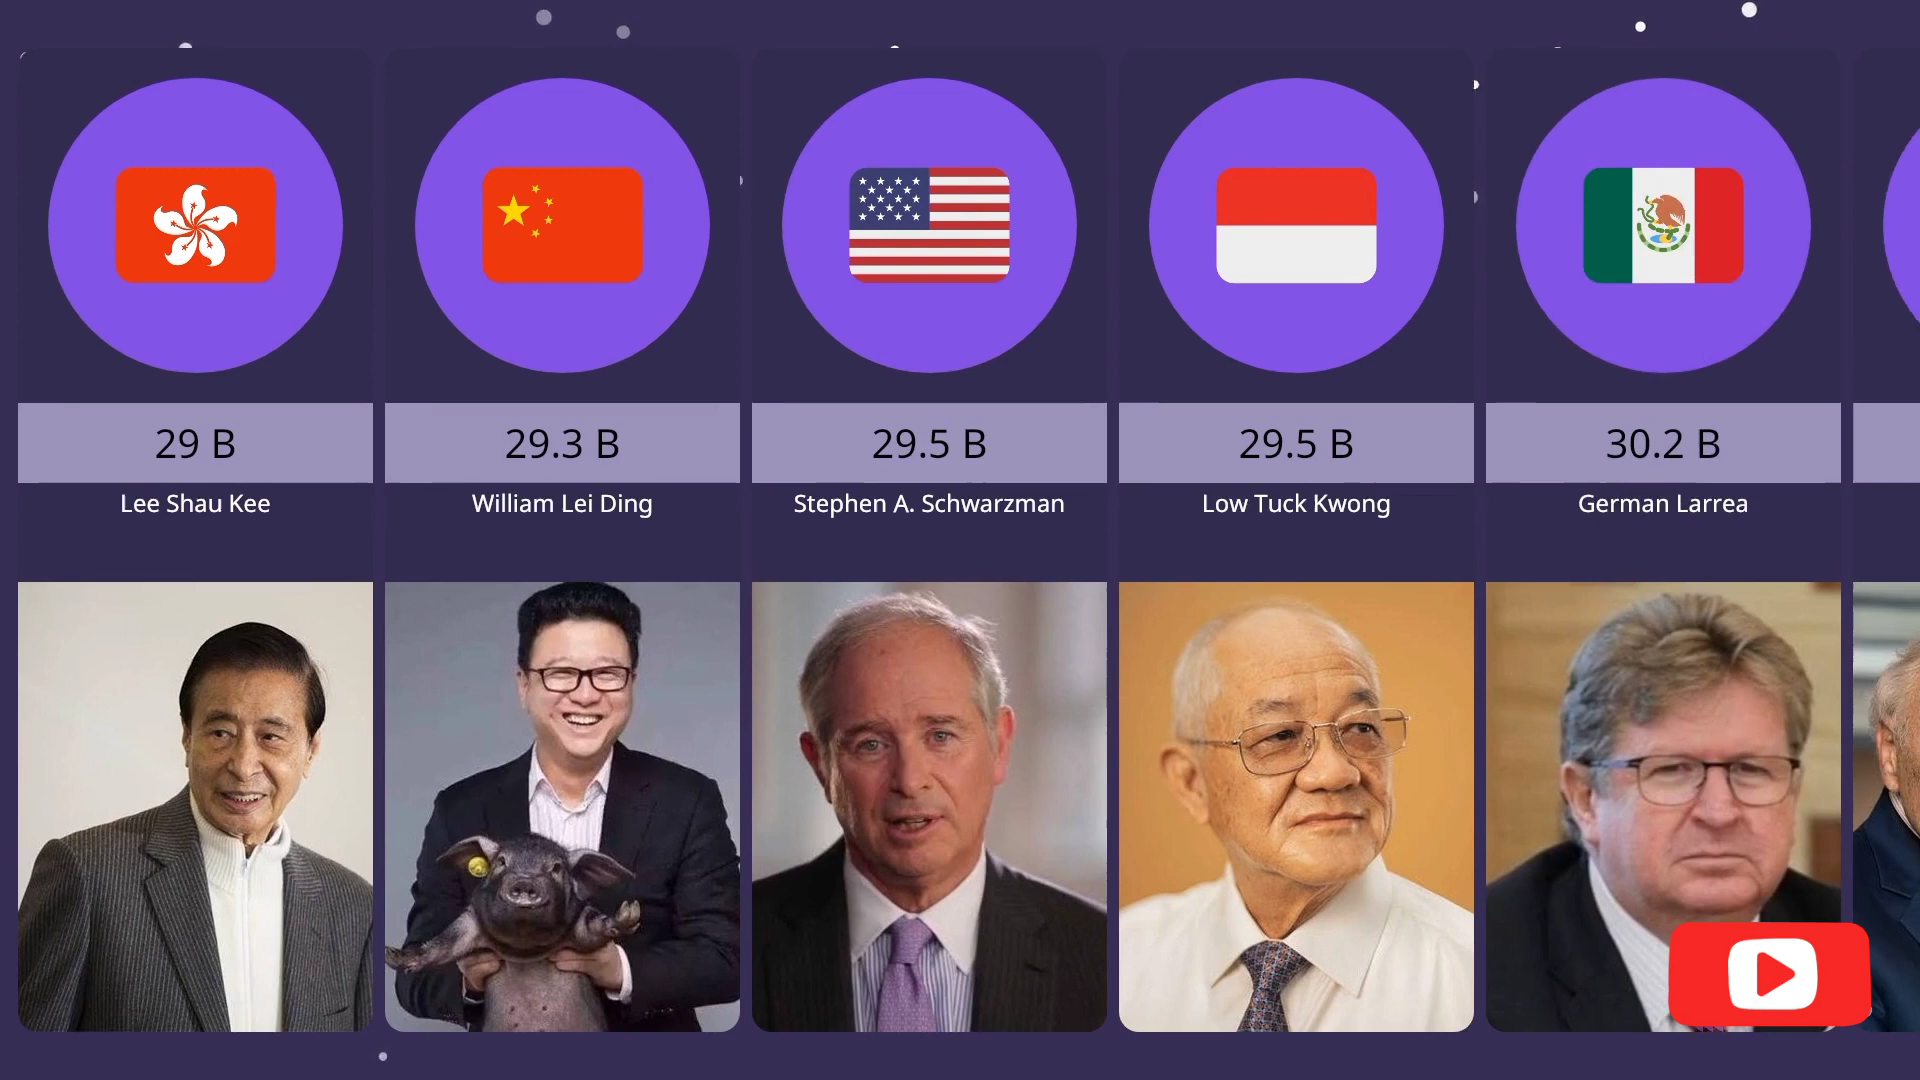 29 B
29.3 B
29.5 B
29.5 B
30.2 B
Lee Shau Kee
William Lei Ding
Stephen A. Schwarzman
Low Tuck Kwong
German Larrea